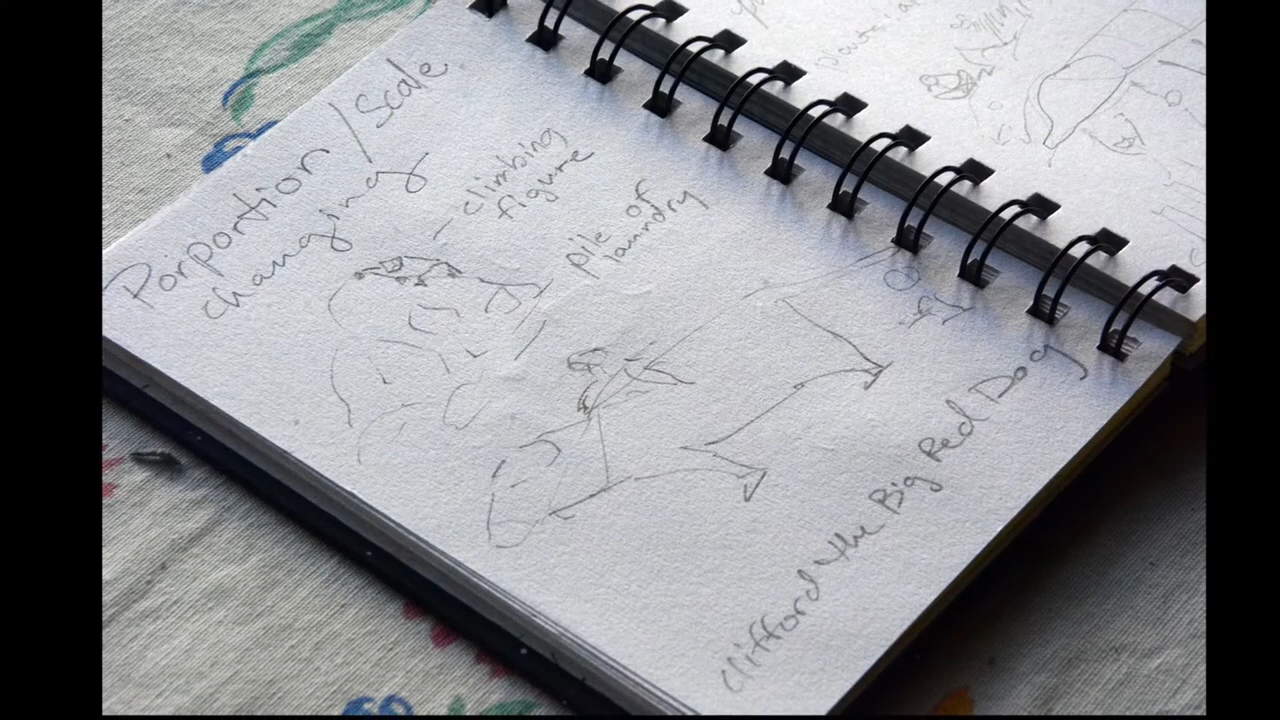 Porportion / Scale
changing
climbing
figure
pile of
laundry
Clifford the Big Red Dog